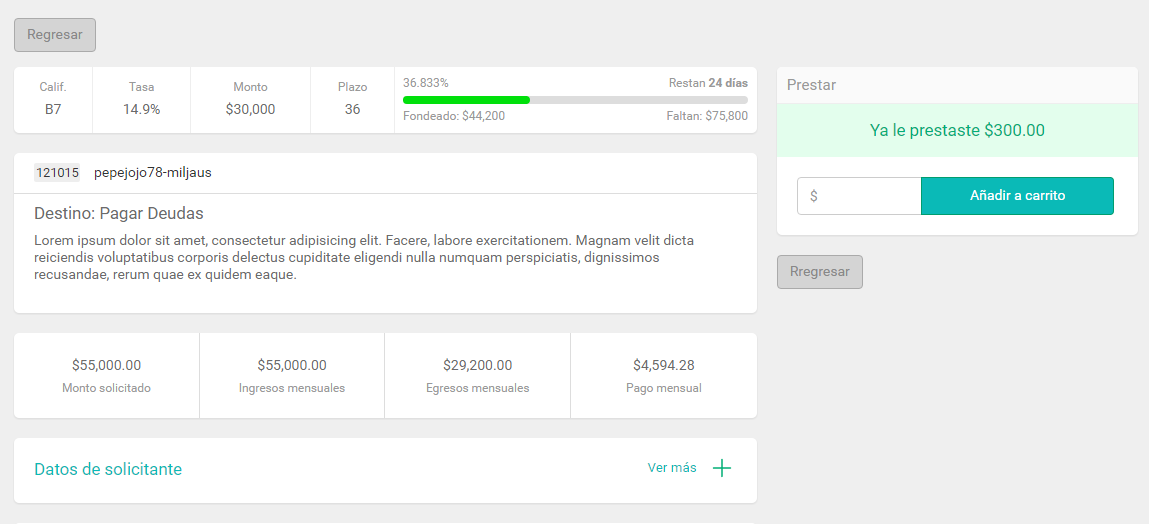 Regresar
Calif.
B7
Tasa
14.9%
Monto
$30,000
Plazo
36
36.833%
Restan 24 días
Fondeado: $44,200
Faltan: $75,800
121015 pepejojo78-miljaus
Destino: Pagar Deudas
Lorem ipsum dolor sit amet, consectetur adipisicing elit. Facere, labore exercitationem. Magnam velit dicta
reiciendis voluptatibus corporis delectus cupiditate eligendi nulla numquam perspiciatis, dignissimos
recusandae, rerum quae ex quidem eaque.
$55,000.00
Monto solicitado
$55,000.00
Ingresos mensuales
$29,200.00
Egresos mensuales
$4,594.28
Pago mensual
Datos de solicitante
Ver más
Prestar
Ya le prestaste $300.00
$
Añadir a carrito
Rregresar